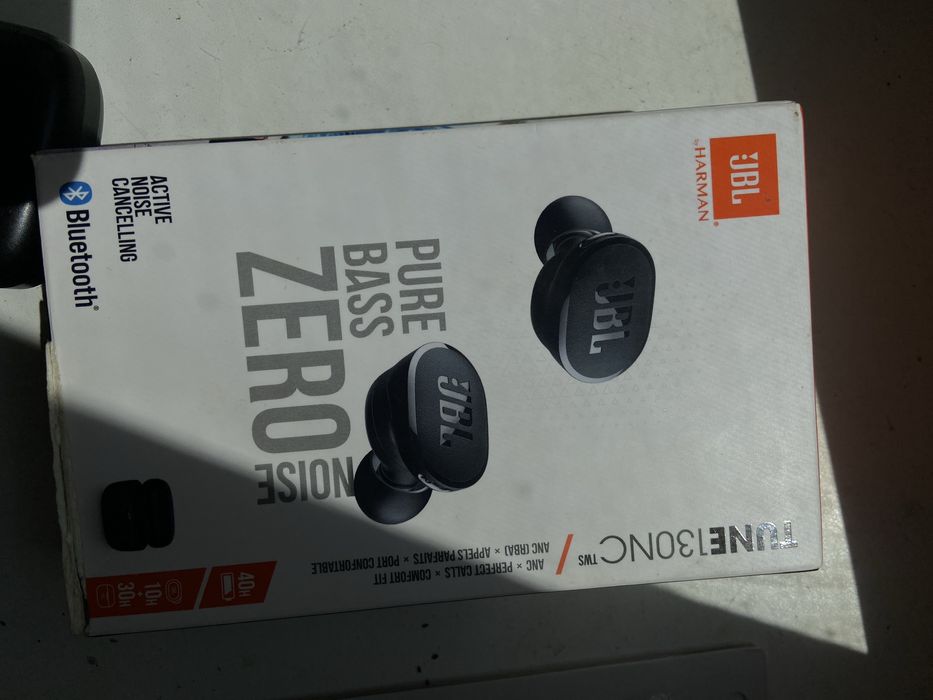 JBL
by HARMAN
JBL
JBL
PURE
BASS
ZERO
NOISE
ACTIVE
NOISE
CANCELLING
Bluetooth®
TUNE130NC TWS
ANC × PERFECT CALLS × COMFORT FIT
ANC (RBA) × APPELS PARFAITS × PORT CONFORTABLE
40H
10H
+
30H